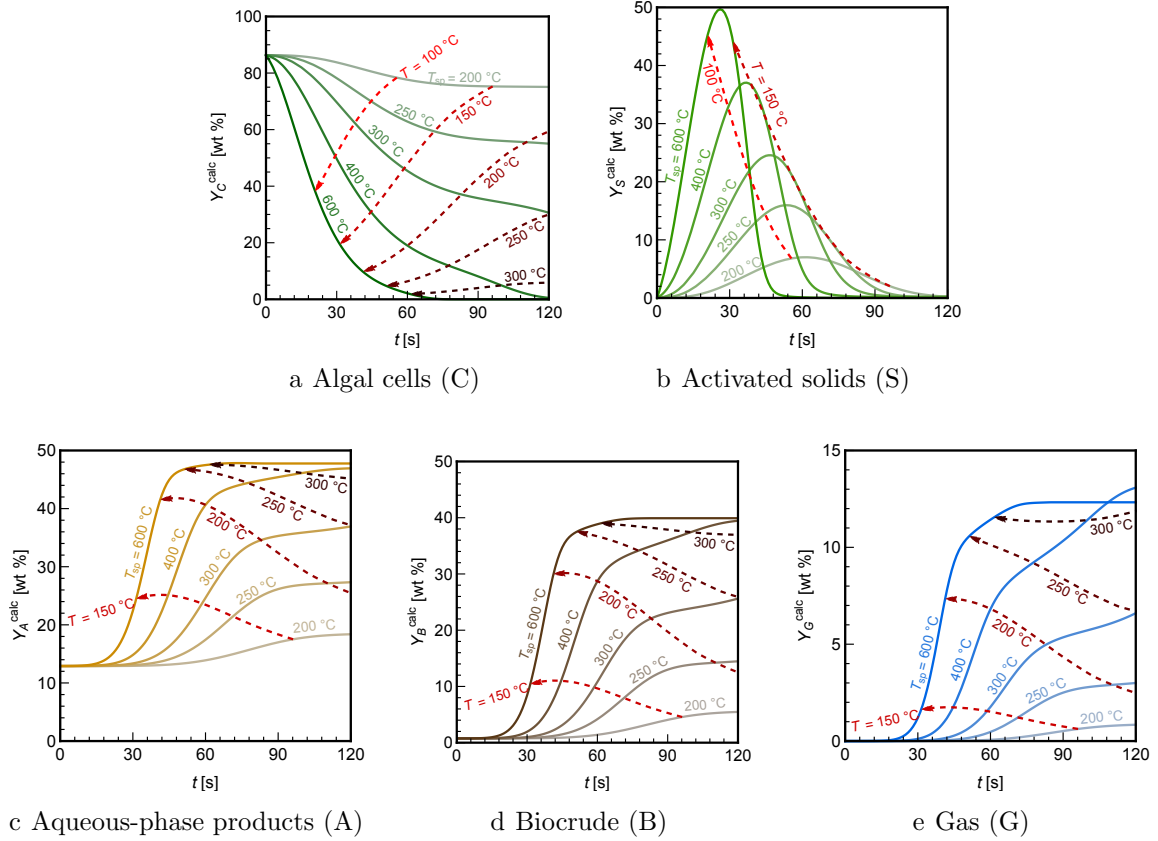 100
80
60
40
20
0
0 30 60 90 120
Y_C^calc [wt %]
t [s]
T = 100 °C
T_sp = 200 °C
150 °C
250 °C
300 °C
200 °C
400 °C
600 °C
250 °C
300 °C
a Algal cells (C)
50
40
30
20
10
0
0 30 60 90 120
Y_S^calc [wt %]
t [s]
100 °C
T = 150 °C
T_sp = 600 °C
400 °C
300 °C
250 °C
200 °C
b Activated solids (S)
50
40
30
20
10
0
0 30 60 90 120
Y_A^calc [wt %]
t [s]
300 °C
250 °C
200 °C
T_sp = 600 °C
400 °C
300 °C
250 °C
T = 150 °C
200 °C
c Aqueous-phase products (A)
50
40
30
20
10
0
0 30 60 90 120
Y_B^calc [wt %]
t [s]
300 °C
250 °C
200 °C
T_sp = 600 °C
400 °C
300 °C
250 °C
T = 150 °C
200 °C
d Biocrude (B)
15
10
5
0
0 30 60 90 120
Y_G^calc [wt %]
t [s]
300 °C
250 °C
200 °C
T_sp = 600 °C
400 °C
300 °C
250 °C
T = 150 °C
200 °C
e Gas (G)